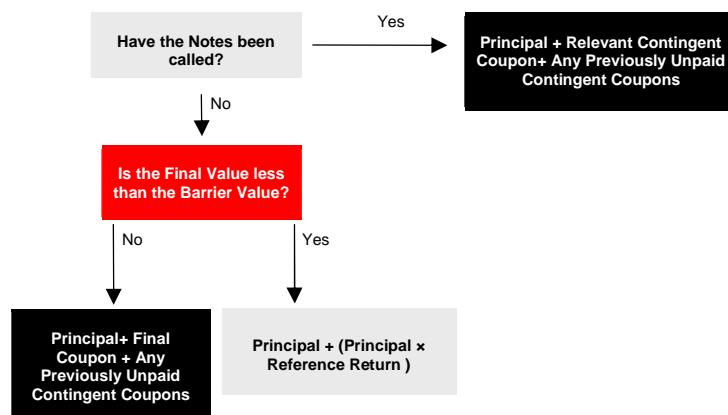 Have the Notes been
called?
Yes
Principal + Relevant Contingent
Coupon+ Any Previously Unpaid
Contingent Coupons
No
Is the Final Value less
than the Barrier Value?
No
Yes
Principal+ Final
Coupon + Any
Previously Unpaid
Contingent Coupons
Principal + (Principal ×
Reference Return )